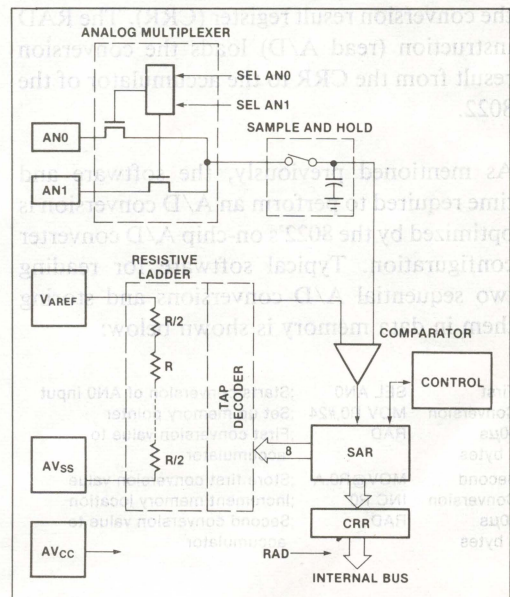 the conversion result register (CRR). The RAD
instruction (read A/D) loads the conversion
result from the CRR to the accumulator of the
8022.
As mentioned previously, the software and
time required to perform an A/D conversion is
optimized by the 8022's on-chip A/D converter
configuration. Typical software for reading
two sequential A/D conversions and storing
them in data memory is shown below:
ANALOG MULTIPLEXER
SEL AN0
SEL AN1
AN0
AN1
SAMPLE AND HOLD
RESISTIVE
LADDER
VAREF
R/2
R
R/2
TAP
DECODER
AVSS
AVCC
COMPARATOR
CONTROL
8
SAR
CRR
RAD
INTERNAL BUS